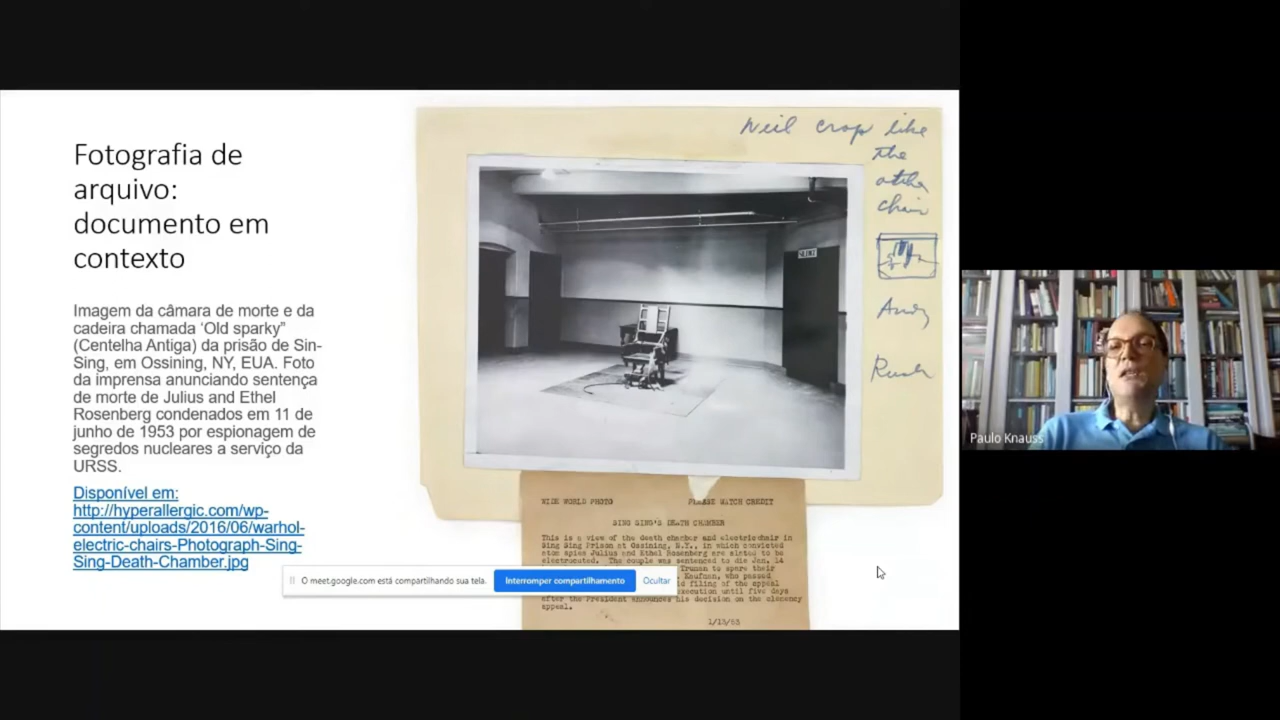 Fotografia de
arquivo:
documento em
contexto
Imagem da câmara de morte e da
cadeira chamada 'Old sparky"
(Centelha Antiga) da prisão de Sin-
Sing, em Ossining, NY, EUA. Foto
da imprensa anunciando sentença
de morte de Julius and Ethel
Rosenberg condenados em 11 de
junho de 1953 por espionagem de
segredos nucleares a serviço da
URSS.
Disponível em:
http://hyperallergic.com/wp-
content/uploads/2016/06/warhol-
electric-chairs-Photograph-Sing-
Sing-Death-Chamber.jpg
Neil crop like
the
chair
Andy
Rush
WIDE WORLD PHOTO PLEASE WATCH CREDIT
SING SING'S DEATH CHAMBER
This is a view of the death chamber and electric chair in
Sing Sing Prison at Ossining, N.Y., in which convicted
atom spies Julius and Ethel Rosenberg are slated to be
electrocuted. The couple was sentenced to die Jan. 14
Truman to spare their
Kaufman, who passed
filing of the appeal
execution until five days
after the President announces his decision on the clemency
appeal.
O meet.google.com está compartilhando sua tela. Interromper compartilhamento Ocultar
Paulo Knauss